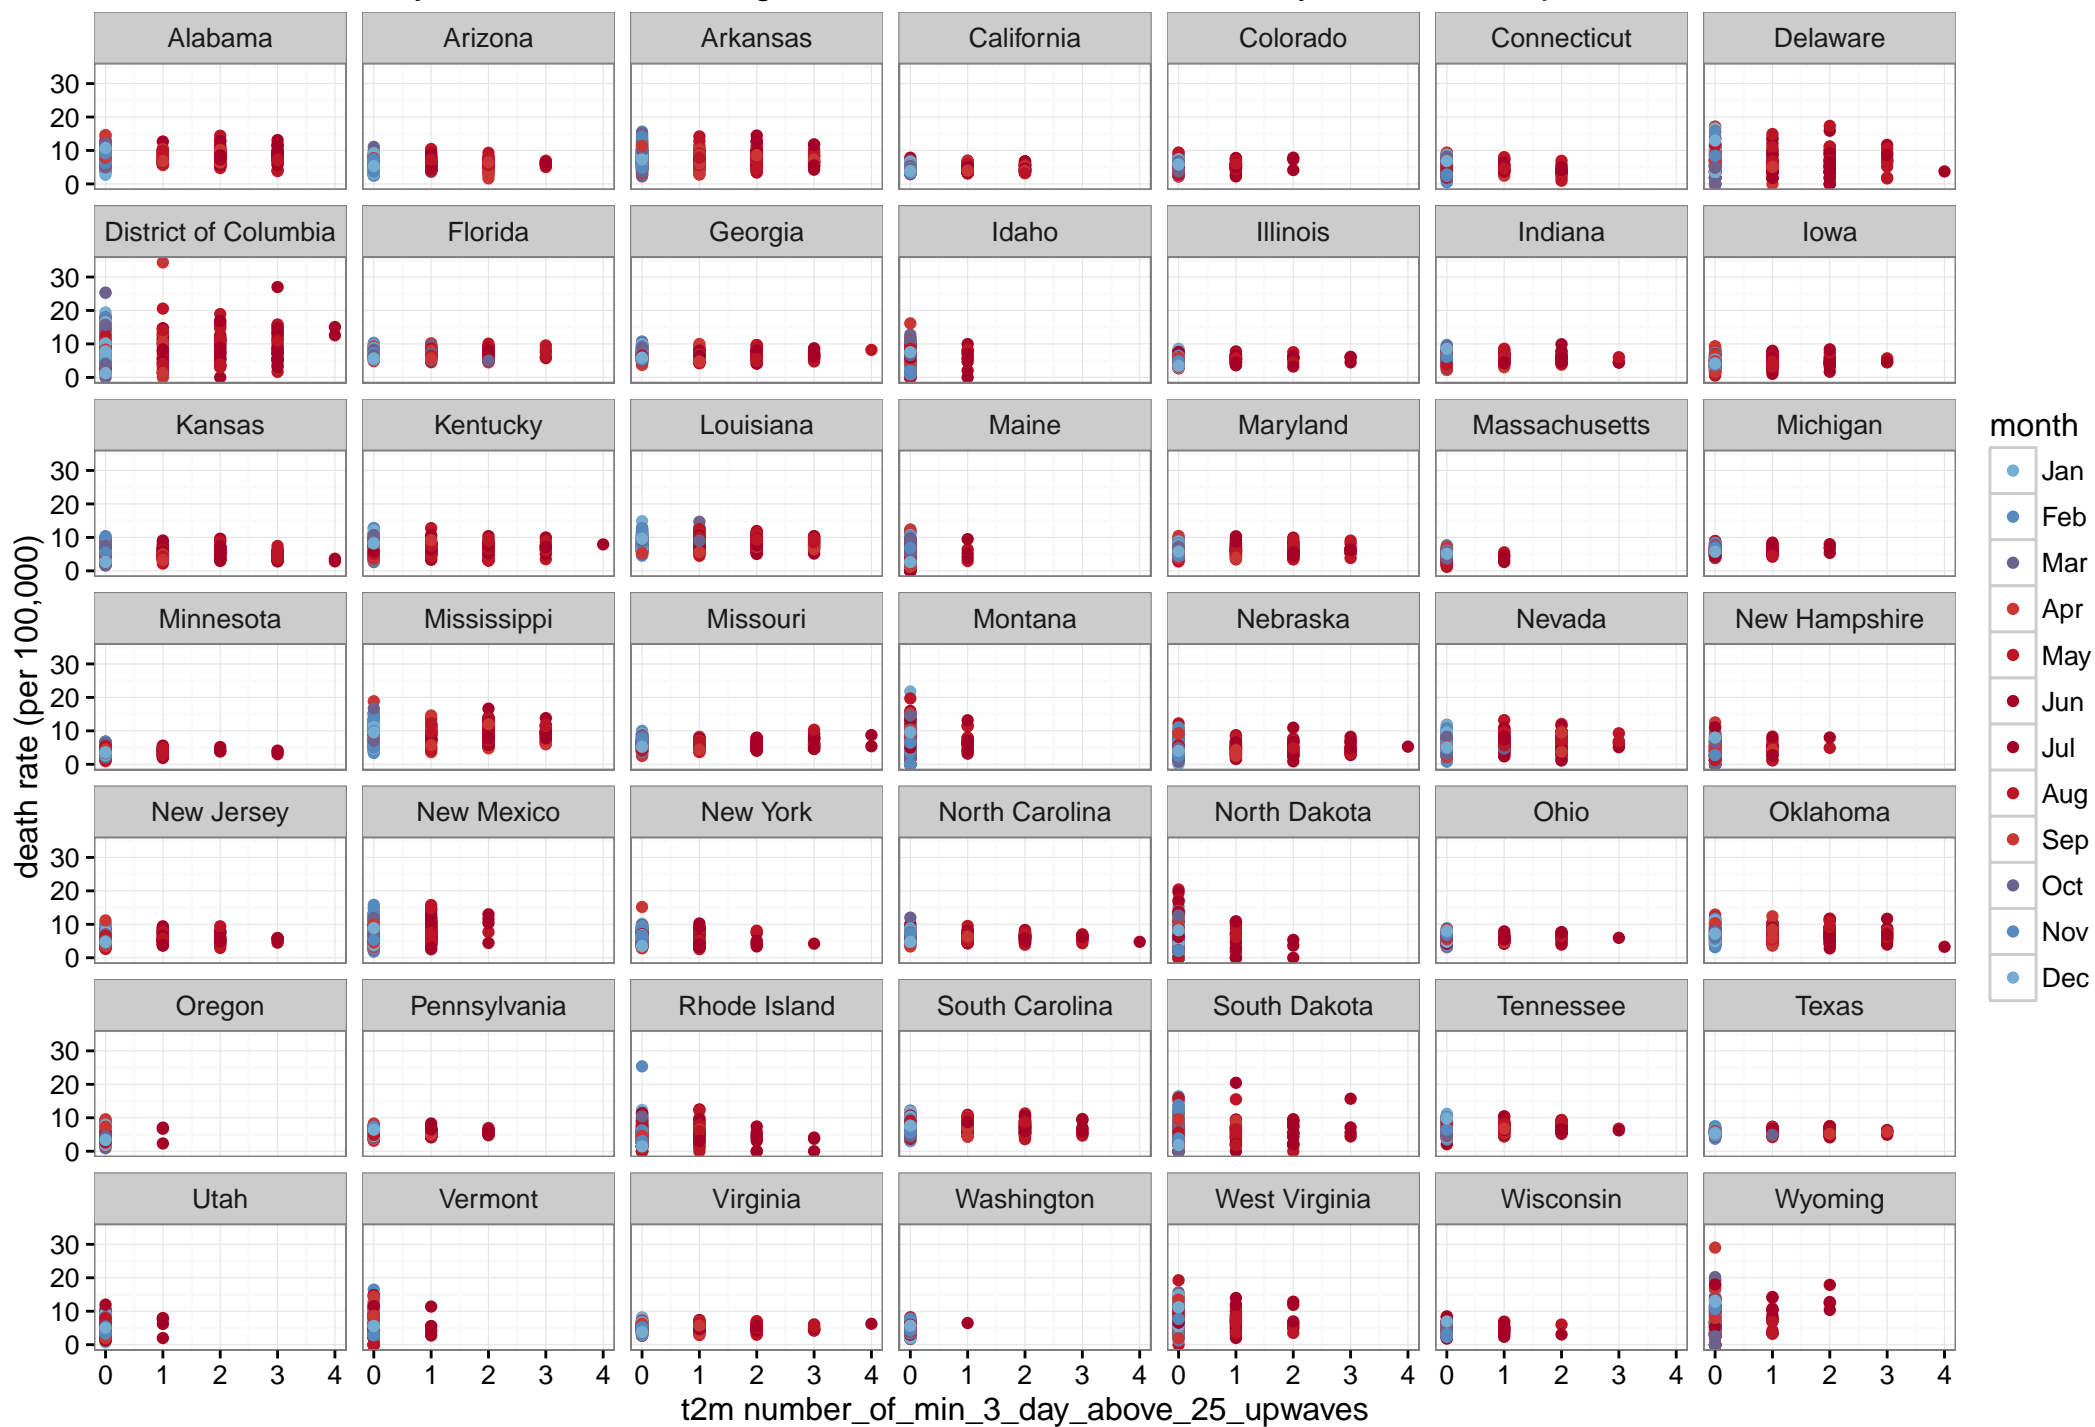 Alabama Arizona Arkansas California Colorado Connecticut Delaware
30
20
10
0
District of Columbia Florida Georgia Idaho Illinois Indiana Iowa
30
20
10
0
Kansas Kentucky Louisiana Maine Maryland Massachusetts Michigan
30
20
10
0
Minnesota Mississippi Missouri Montana Nebraska Nevada New Hampshire
30
20
10
0
New Jersey New Mexico New York North Carolina North Dakota Ohio Oklahoma
30
20
10
0
Oregon Pennsylvania Rhode Island South Carolina South Dakota Tennessee Texas
30
20
10
0
Utah Vermont Virginia Washington West Virginia Wisconsin Wyoming
30
20
10
0
0 1 2 3 4 0 1 2 3 4 0 1 2 3 4 0 1 2 3 4 0 1 2 3 4 0 1 2 3 4 0 1 2 3 4
t2m number_of_min_3_day_above_25_upwaves
death rate (per 100,000)
month
Jan
Feb
Mar
Apr
May
Jun
Jul
Aug
Sep
Oct
Nov
Dec